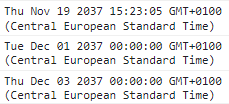 Thu Nov 19 2037 15:23:05 GMT+0100
(Central European Standard Time)
Tue Dec 01 2037 00:00:00 GMT+0100
(Central European Standard Time)
Thu Dec 03 2037 00:00:00 GMT+0100
(Central European Standard Time)